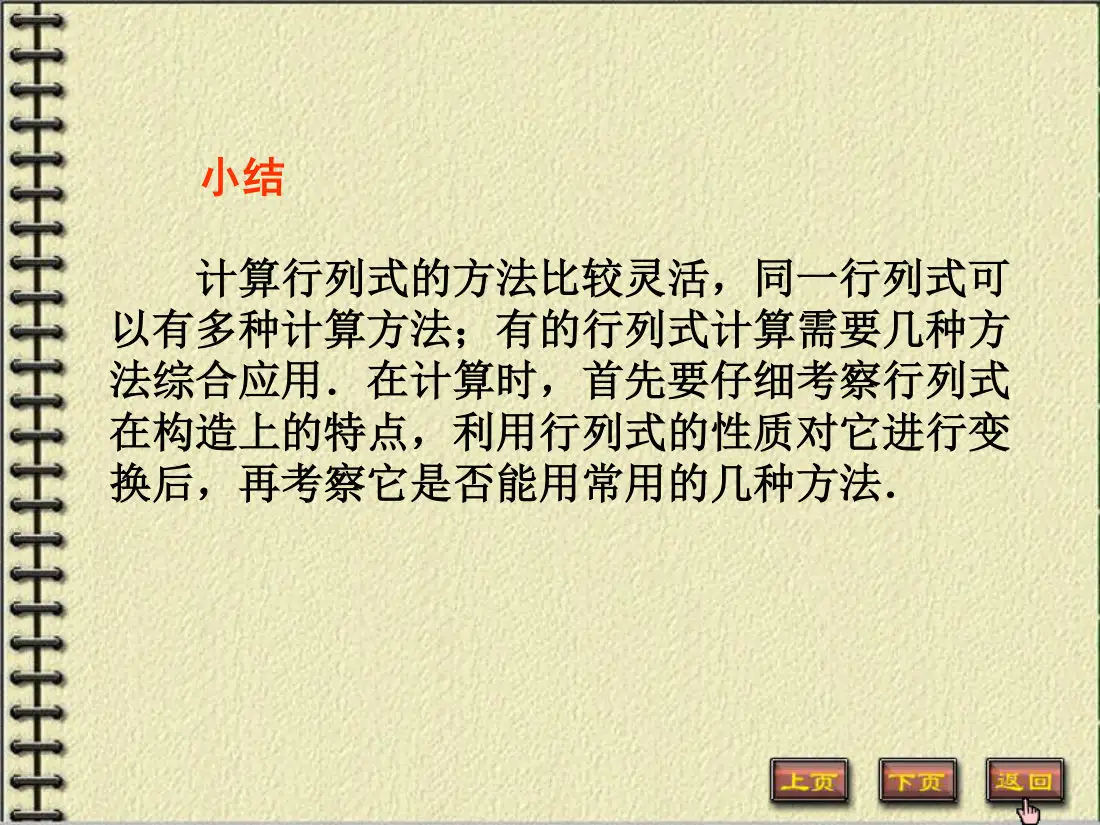 小结
计算行列式的方法比较灵活，同一行列式可
以有多种计算方法；有的行列式计算需要几种方
法综合应用．在计算时，首先要仔细考察行列式
在构造上的特点，利用行列式的性质对它进行变
换后，再考察它是否能用常用的几种方法．
上页 下页 返回